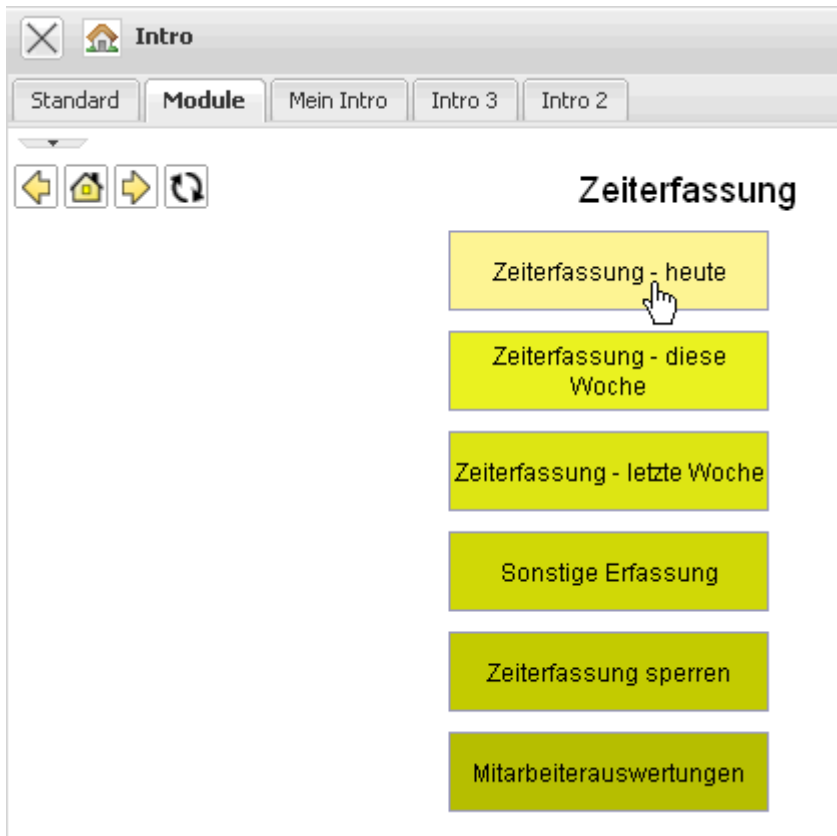 Intro
Standard Module Mein Intro Intro 3 Intro 2
Zeiterfassung
Zeiterfassung - heute
Zeiterfassung - diese
Woche
Zeiterfassung - letzte Woche
Sonstige Erfassung
Zeiterfassung sperren
Mitarbeiterauswertungen